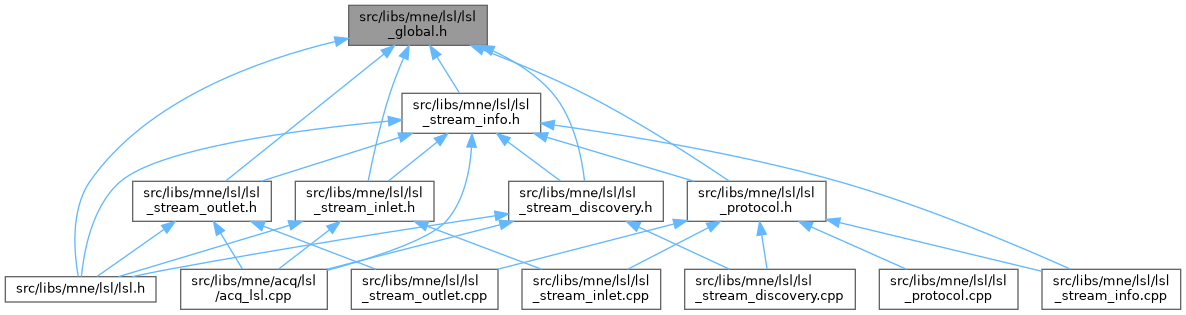 src/libs/mne/lsl/lsl
_global.h
src/libs/mne/lsl/lsl
_stream_info.h
src/libs/mne/lsl/lsl
_stream_outlet.h
src/libs/mne/lsl/lsl
_stream_inlet.h
src/libs/mne/lsl/lsl
_stream_discovery.h
src/libs/mne/lsl/lsl
_protocol.h
src/libs/mne/lsl/lsl.h
src/libs/mne/acq/lsl
/acq_lsl.cpp
src/libs/mne/lsl/lsl
_stream_outlet.cpp
src/libs/mne/lsl/lsl
_stream_inlet.cpp
src/libs/mne/lsl/lsl
_stream_discovery.cpp
src/libs/mne/lsl/lsl
_protocol.cpp
src/libs/mne/lsl/lsl
_stream_info.cpp